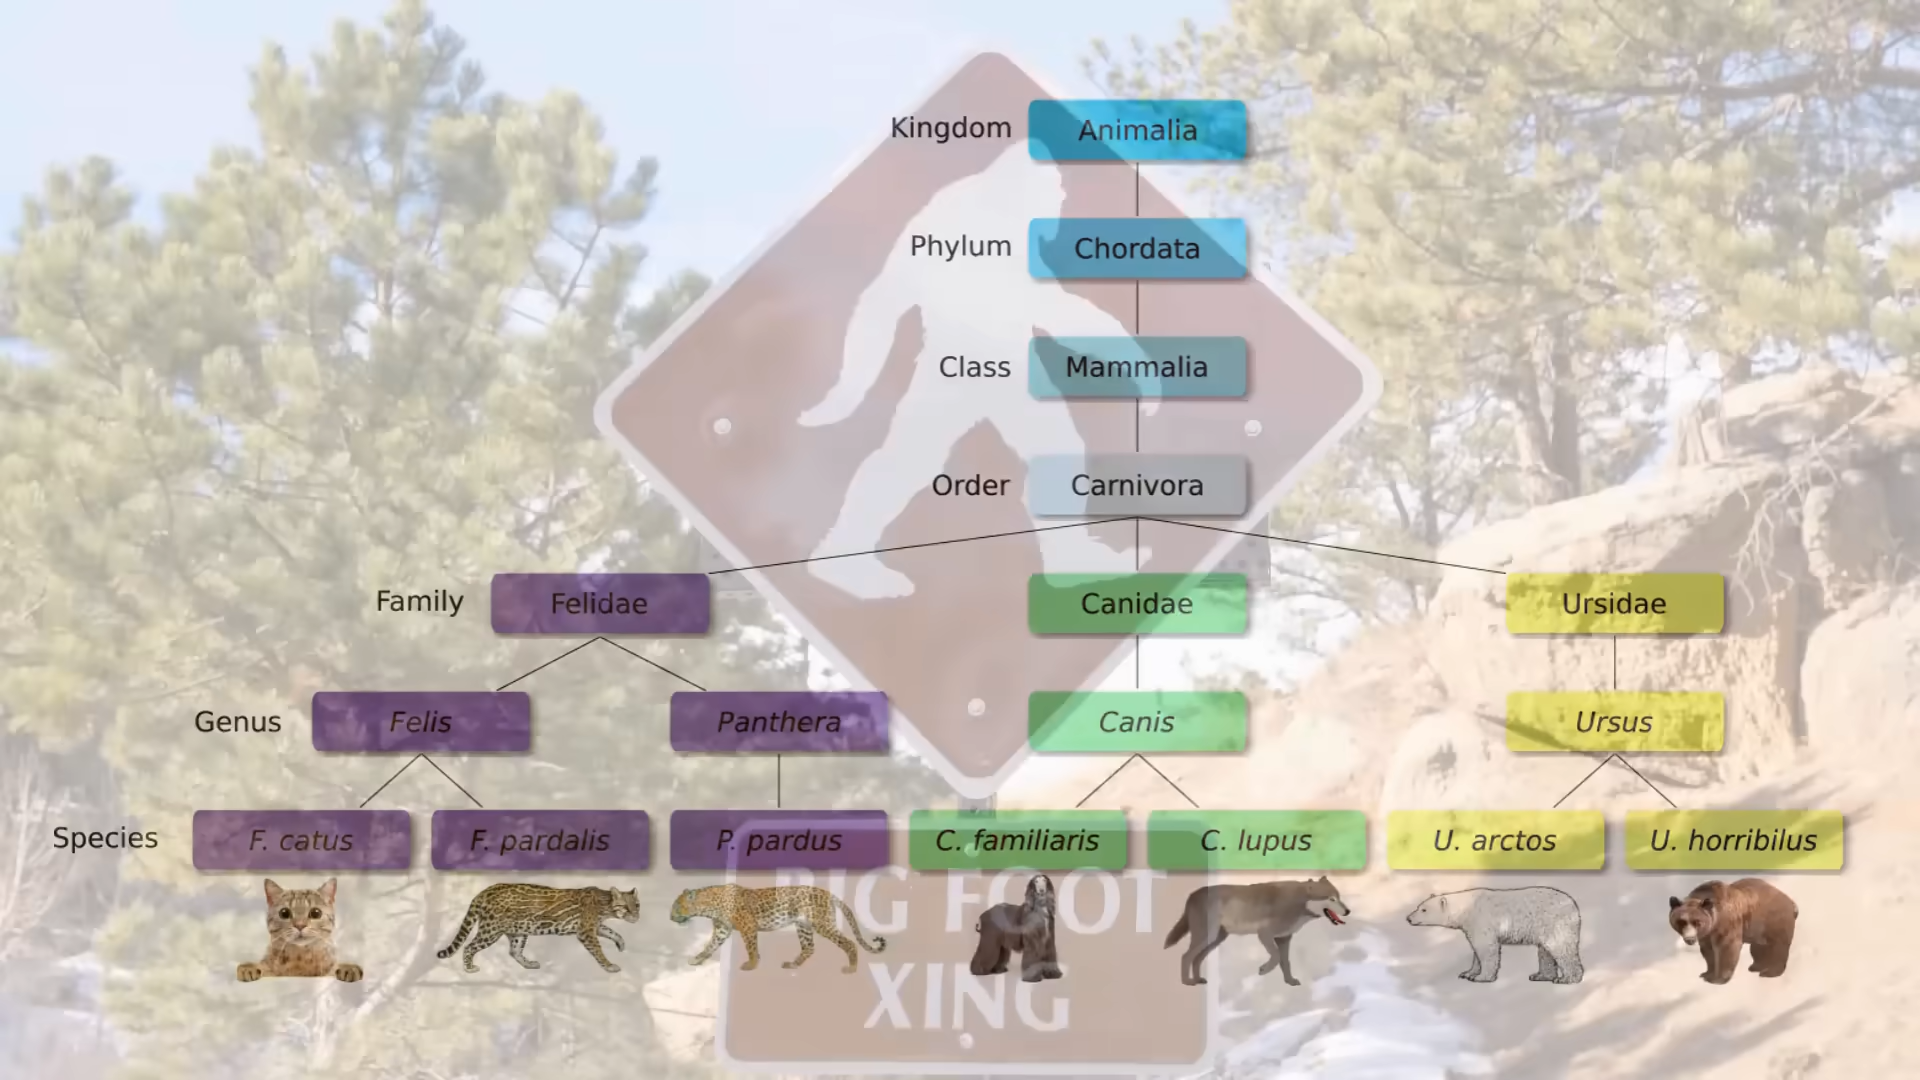 Kingdom Animalia
Phylum Chordata
Class Mammalia
Order Carnivora
Family Felidae Canidae Ursidae
Genus Felis Panthera Canis Ursus
Species F. catus F. pardalis P. pardus C. familiaris C. lupus U. arctos U. horribilus
BIG FOOT
XING